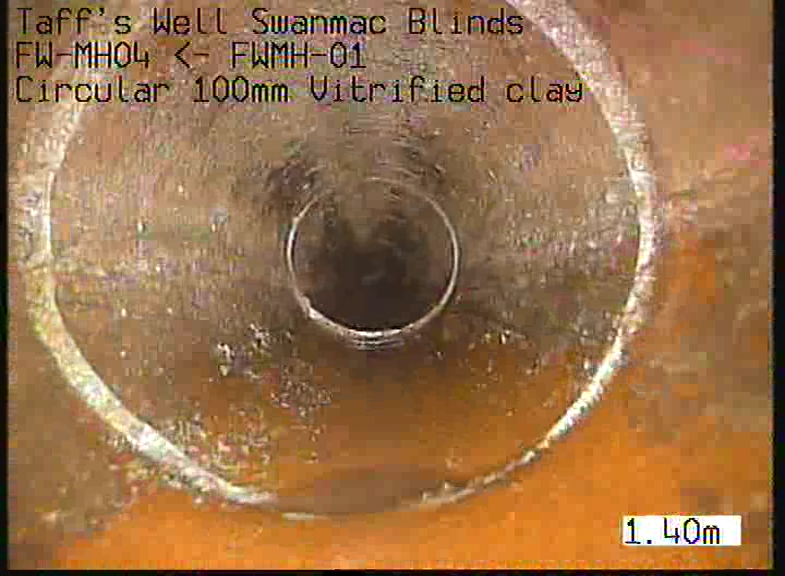 Taff's Well Swanmac Blinds
FW-MH04 <- FWMH-01
Circular 100mm Vitrified clay
1.40m